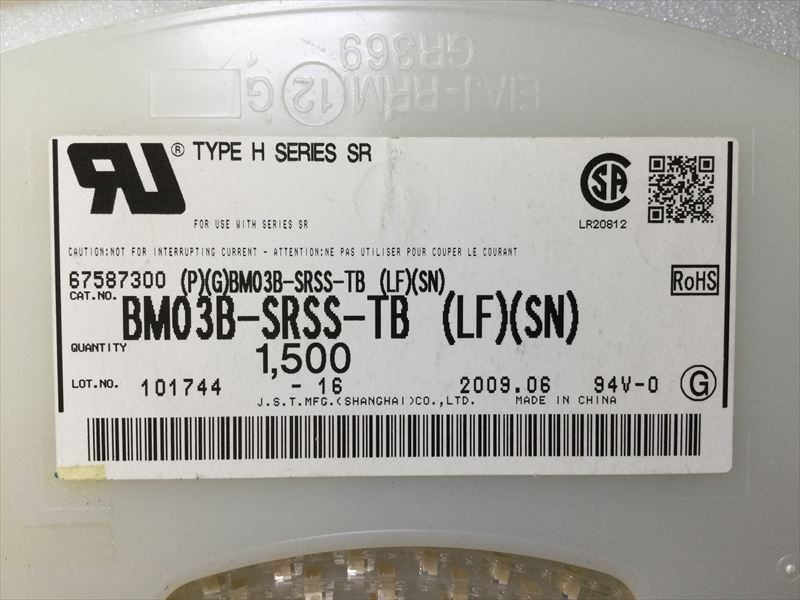 EIAJ-RRM 12 G
GR369
RU ® TYPE H SERIES SR
FOR USE WITH SERIES SR
SA
LR20812
CAUTION:NOT FOR INTERRUPTING CURRENT - ATTENTION:NE PAS UTILISER POUR COUPER LE COURANT
67587300 (P)(G)BM03B-SRSS-TB (LF)(SN)
RoHS
CAT.NO. BM03B-SRSS-TB (LF)(SN)
QUANTITY 1,500
LOT.NO. 101744 - 16 2009.06 94V-0 G
J.S.T.MFG.(SHANGHAI)CO.,LTD. MADE IN CHINA